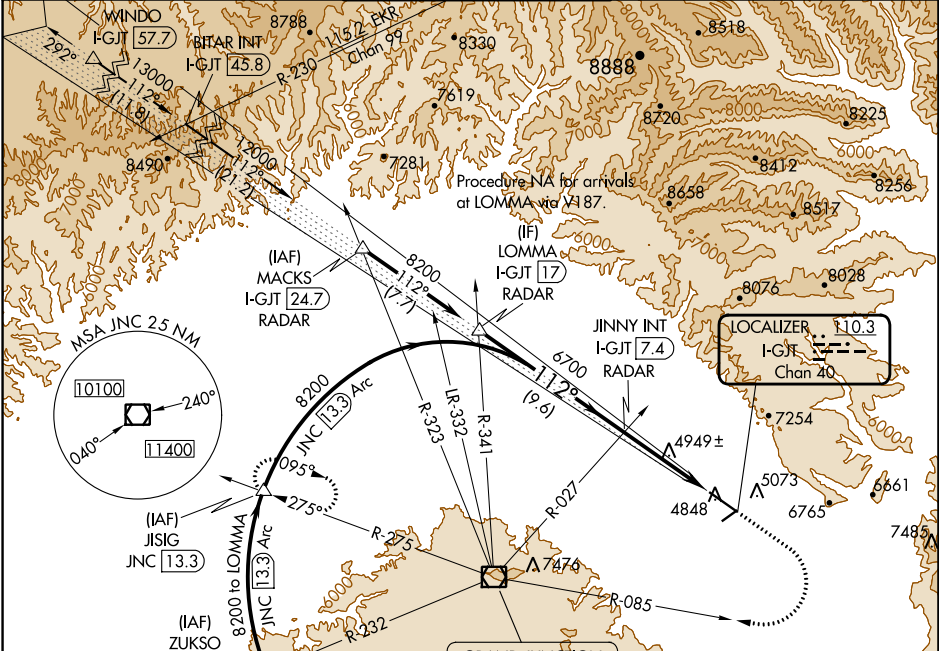 WINDO
I-GJT 57.7
8788
115.2 EKR
Chan 99
8330
8518
BITAR INT
I-GJT 45.8
R-230
8888
292°
13000
112°
(11.8)
7619
8720
8000
8225
6000
12000
112°
(21.2)
8490
7281
8412
8256
Procedure NA for arrivals
at LOMMA via V187.
8658
8517
6000
(IF)
LOMMA
I-GJT 17
RADAR
(IAF)
MACKS
I-GJT 24.7
RADAR
8200
112°
(7.7)
8028
8076
MSA JNC 25 NM
10100
240°
040°
11400
JINNY INT
I-GJT 7.4
RADAR
LOCALIZER 110.3
I-GJT
Chan 40
8200
JNC 13.3 Arc
6700
112°
(9.6)
R-323
LR-332
R-341
7254
6000
4949±
095°
275°
R-027
4848
5073
6765
6661
(IAF)
JISIG
JNC 13.3
R-275
7485
8200 to LOMMA
JNC 13.3 Arc
6000
7476
R-085
(IAF)
ZUKSO
R-232